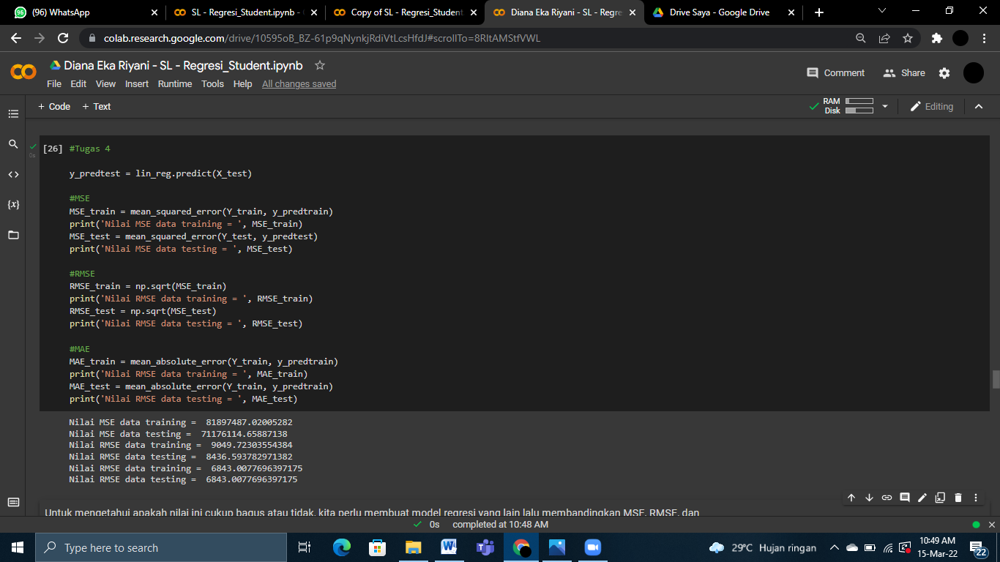 96
(96) WhatsApp
SL - Regresi_Student.ipynb -
Copy of SL - Regresi_Student
Diana Eka Riyani - SL - Regre
Drive Saya - Google Drive
colab.research.google.com/drive/10595oB_BZ-61p9qNynkjRdiVtLcsHfdJ#scrollTo=8RltAMStfVWL
Diana Eka Riyani - SL - Regresi_Student.ipynb
Comment
Share
File Edit View Insert Runtime Tools Help All changes saved
+ Code + Text
RAM
Disk
Editing
[26] #Tugas 4
0s
y_predtest = lin_reg.predict(X_test)
#MSE
MSE_train = mean_squared_error(Y_train, y_predtrain)
print('Nilai MSE data training = ', MSE_train)
MSE_test = mean_squared_error(Y_test, y_predtest)
print('Nilai MSE data testing = ', MSE_test)
#RMSE
RMSE_train = np.sqrt(MSE_train)
print('Nilai RMSE data training = ', RMSE_train)
RMSE_test = np.sqrt(MSE_test)
print('Nilai RMSE data testing = ', RMSE_test)
#MAE
MAE_train = mean_absolute_error(Y_train, y_predtrain)
print('Nilai RMSE data training = ', MAE_train)
MAE_test = mean_absolute_error(Y_train, y_predtrain)
print('Nilai RMSE data testing = ', MAE_test)
Nilai MSE data training =  81897487.02005282
Nilai MSE data testing =  71176114.65887138
Nilai RMSE data training =  9049.72303554384
Nilai RMSE data testing =  8436.593782971382
Nilai RMSE data training =  6843.0077696397175
Nilai RMSE data testing =  6843.0077696397175
Untuk mengetahui apakah nilai ini cukup bagus atau tidak, kita perlu membuat model regresi yang lain lalu membandingkan MSE, RMSE, dan
0s completed at 10:48 AM
Type here to search
29°C Hujan ringan
10:49 AM
15-Mar-22
22